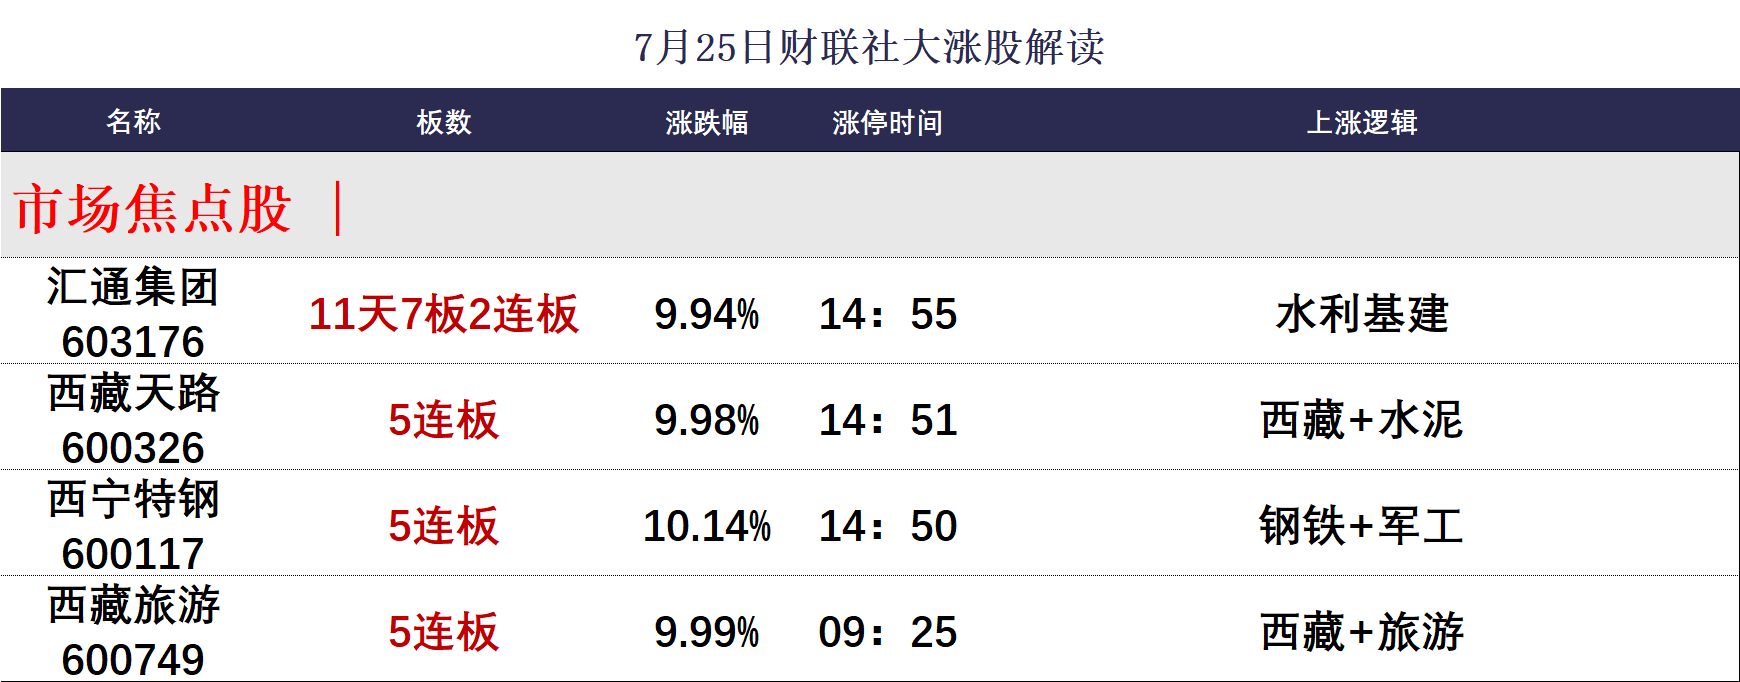 7月25日财联社大涨股解读
名称 板数 涨跌幅 涨停时间 上涨逻辑
市场焦点股 ｜
汇通集团
603176 11天7板2连板 9.94% 14：55 水利基建
西藏天路
600326 5连板 9.98% 14：51 西藏+水泥
西宁特钢
600117 5连板 10.14% 14：50 钢铁+军工
西藏旅游
600749 5连板 9.99% 09：25 西藏+旅游